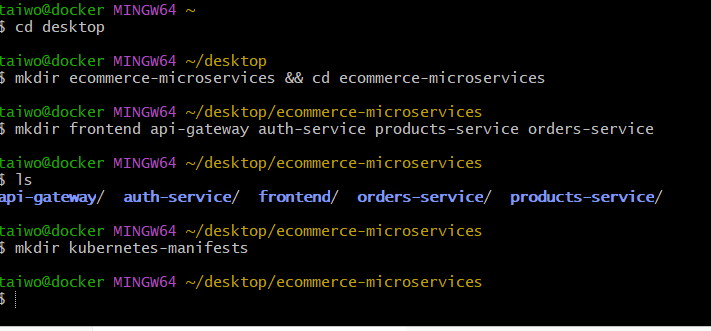 taiwo@docker MINGW64 ~
$ cd desktop
taiwo@docker MINGW64 ~/desktop
$ mkdir ecommerce-microservices && cd ecommerce-microservices
taiwo@docker MINGW64 ~/desktop/ecommerce-microservices
$ mkdir frontend api-gateway auth-service products-service orders-service
taiwo@docker MINGW64 ~/desktop/ecommerce-microservices
$ ls
api-gateway/  auth-service/  frontend/  orders-service/  products-service/
taiwo@docker MINGW64 ~/desktop/ecommerce-microservices
$ mkdir kubernetes-manifests
taiwo@docker MINGW64 ~/desktop/ecommerce-microservices
$